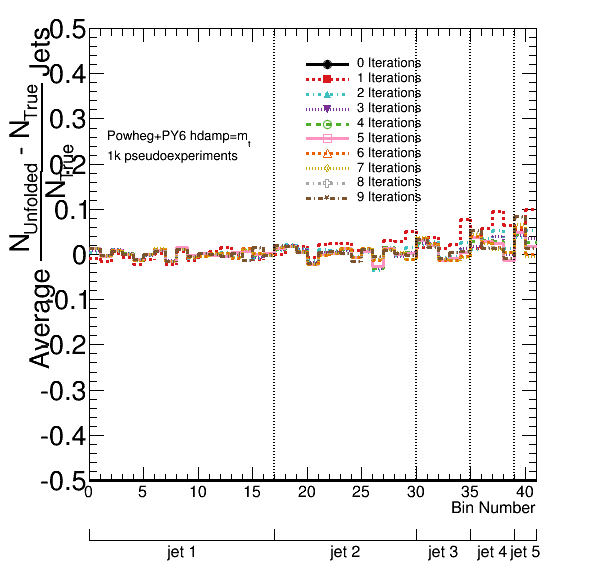 Average N_Unfolded - N_True / N_True Jets
0.5
0.4
0.3
0.2
0.1
0
-0.1
-0.2
-0.3
-0.4
-0.5
0 Iterations
1 Iterations
2 Iterations
3 Iterations
4 Iterations
5 Iterations
6 Iterations
7 Iterations
8 Iterations
9 Iterations
Powheg+PY6 hdamp=m_t
1k pseudoexperiments
0 5 10 15 20 25 30 35 40
Bin Number
jet 1 jet 2 jet 3 jet 4 jet 5